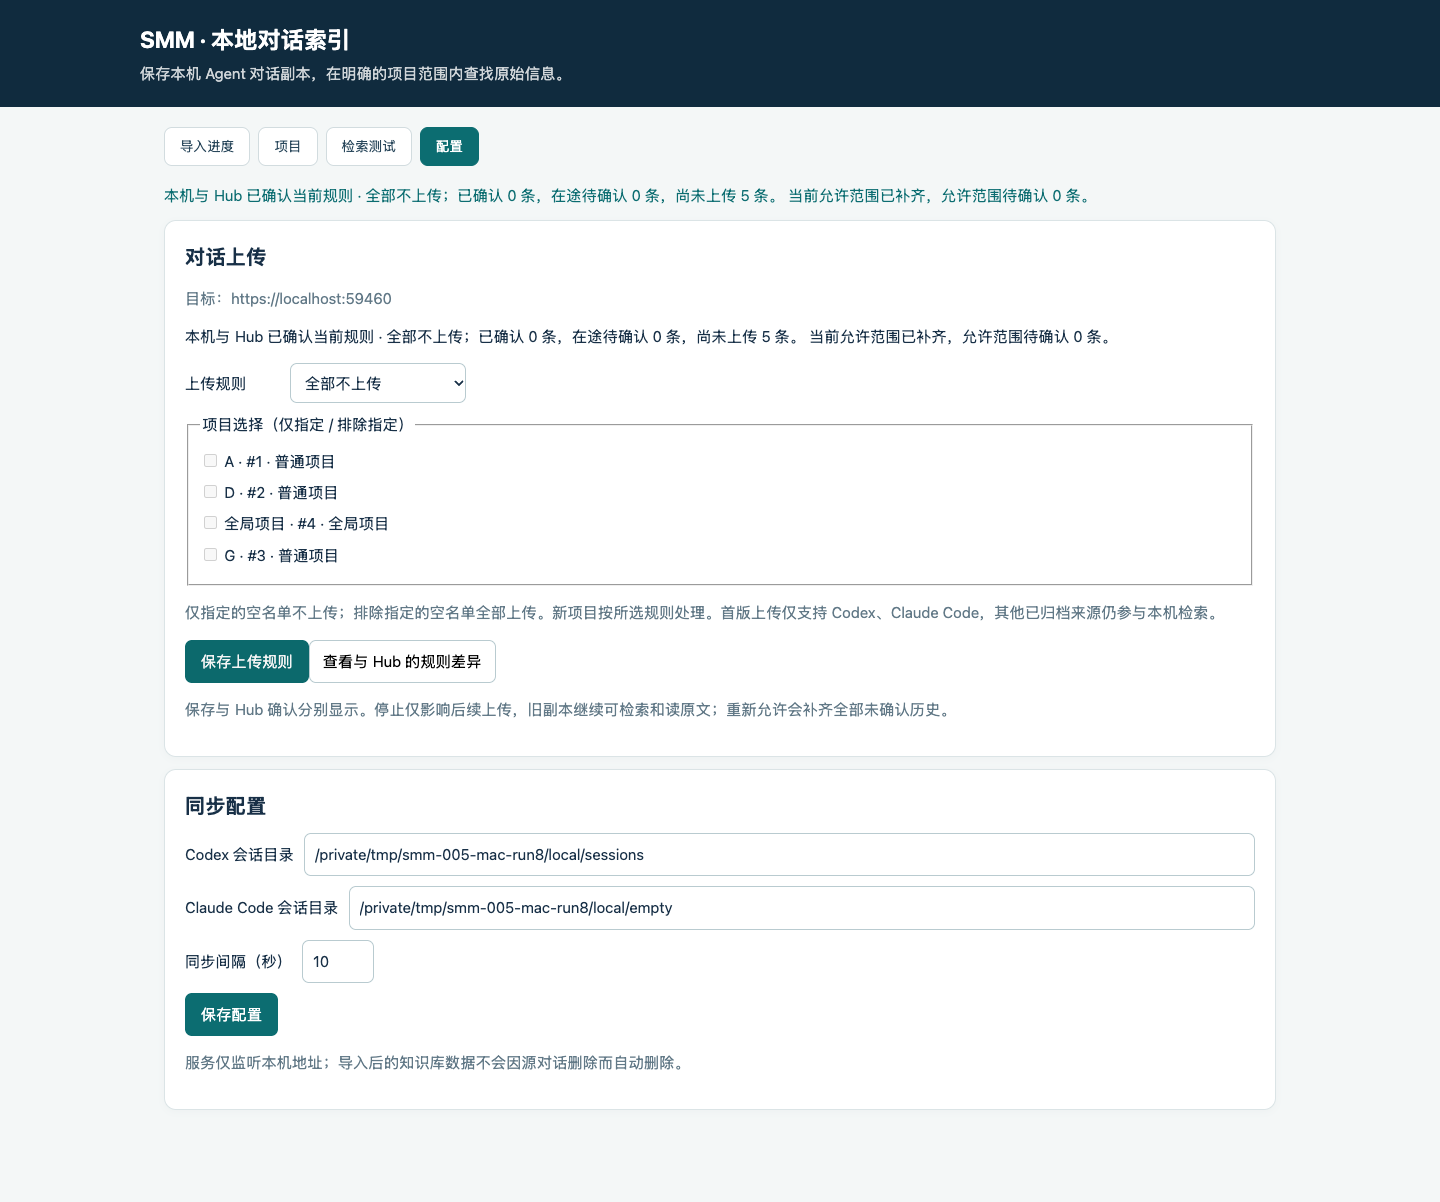 SMM · 本地对话索引
保存本机 Agent 对话副本，在明确的项目范围内查找原始信息。
导入进度 项目 检索测试 配置
本机与 Hub 已确认当前规则 · 全部不上传；已确认 0 条，在途待确认 0 条，尚未上传 5 条。 当前允许范围已补齐，允许范围待确认 0 条。
对话上传
目标：https://localhost:59460
本机与 Hub 已确认当前规则 · 全部不上传；已确认 0 条，在途待确认 0 条，尚未上传 5 条。 当前允许范围已补齐，允许范围待确认 0 条。
上传规则 全部不上传
项目选择（仅指定 / 排除指定）
A · #1 · 普通项目
D · #2 · 普通项目
全局项目 · #4 · 全局项目
G · #3 · 普通项目
仅指定的空名单不上传；排除指定的空名单全部上传。新项目按所选规则处理。首版上传仅支持 Codex、Claude Code，其他已归档来源仍参与本机检索。
保存上传规则 查看与 Hub 的规则差异
保存与 Hub 确认分别显示。停止仅影响后续上传，旧副本继续可检索和读原文；重新允许会补齐全部未确认历史。
同步配置
Codex 会话目录 /private/tmp/smm-005-mac-run8/local/sessions
Claude Code 会话目录 /private/tmp/smm-005-mac-run8/local/empty
同步间隔（秒） 10
保存配置
服务仅监听本机地址；导入后的知识库数据不会因源对话删除而自动删除。